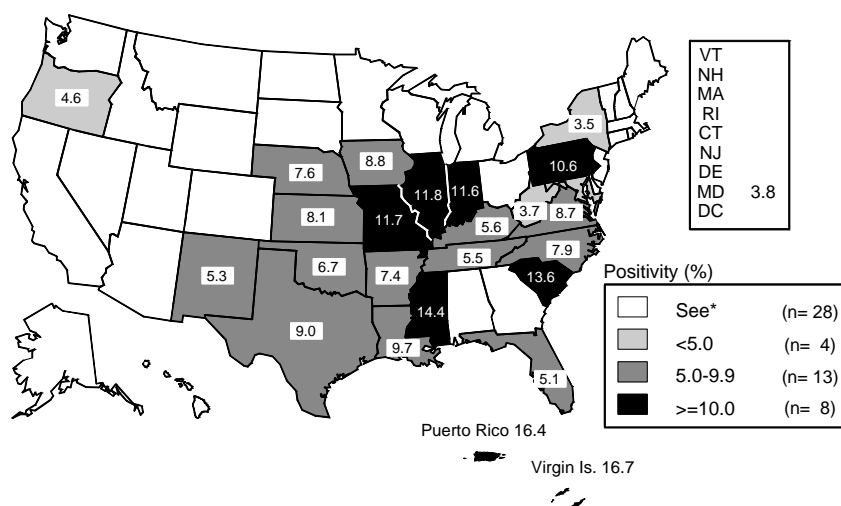 VT
NH
MA
RI
CT
NJ
DE
MD 3.8
DC
4.6
3.5
7.6
8.8
10.6
11.8
11.6
8.1
11.7
3.7
8.7
5.6
5.3
6.7
7.4
5.5
7.9
13.6
9.0
14.4
9.7
5.1
Positivity (%)
See* (n= 28)
<5.0 (n= 4)
5.0-9.9 (n= 13)
>=10.0 (n= 8)
Puerto Rico 16.4
Virgin Is. 16.7